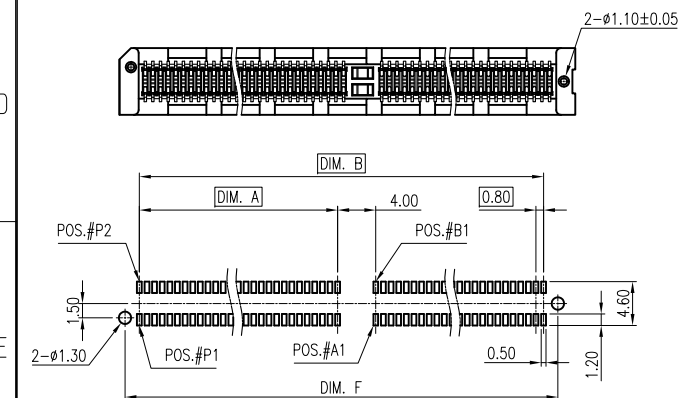 2-ø1.10±0.05
DIM. B
DIM. A
4.00
0.80
POS.#P2
POS.#B1
1.50
4.60
2-ø1.30
POS.#P1
POS.#A1
0.50
1.20
DIM. F
E